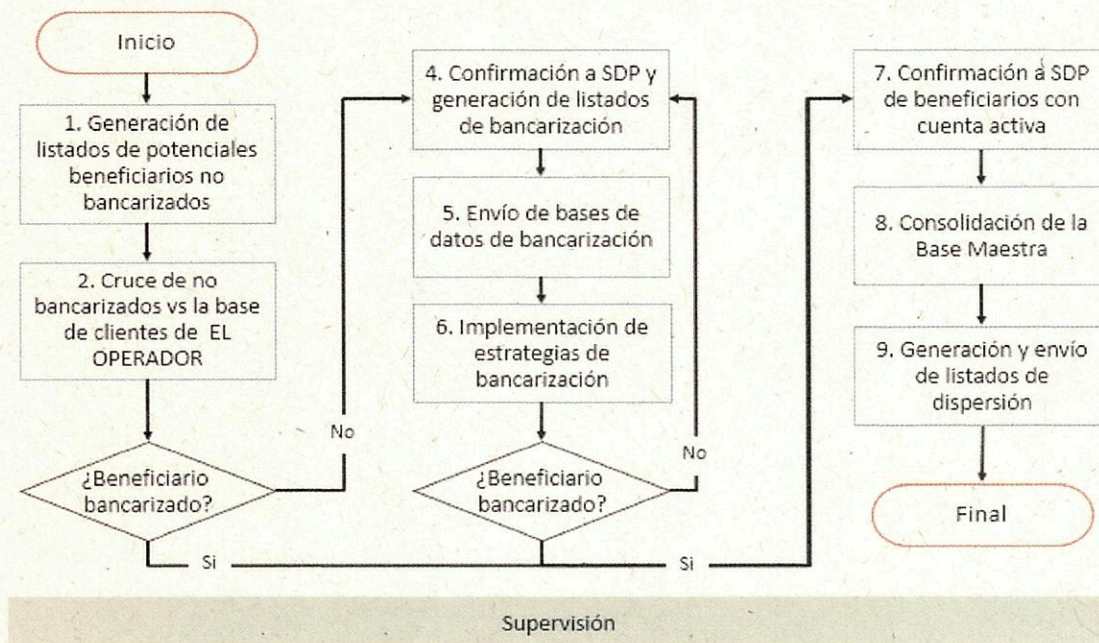 Inicio
1. Generación de
listados de potenciales
beneficiarios no
bancarizados
2. Cruce de no
bancarizados vs la base
de clientes de EL
OPERADOR
¿Beneficiario
bancarizado?
No
Si
4. Confirmación a SDP y
generación de listados
de bancarización
5. Envío de bases de
datos de bancarización
6. Implementación de
estrategias de
bancarización
¿Beneficiario
bancarizado?
No
Si
7. Confirmación a SDP
de beneficiarios con
cuenta activa
8. Consolidación de la
Base Maestra
9. Generación y envío
de listados de
dispersión
Final
Supervisión